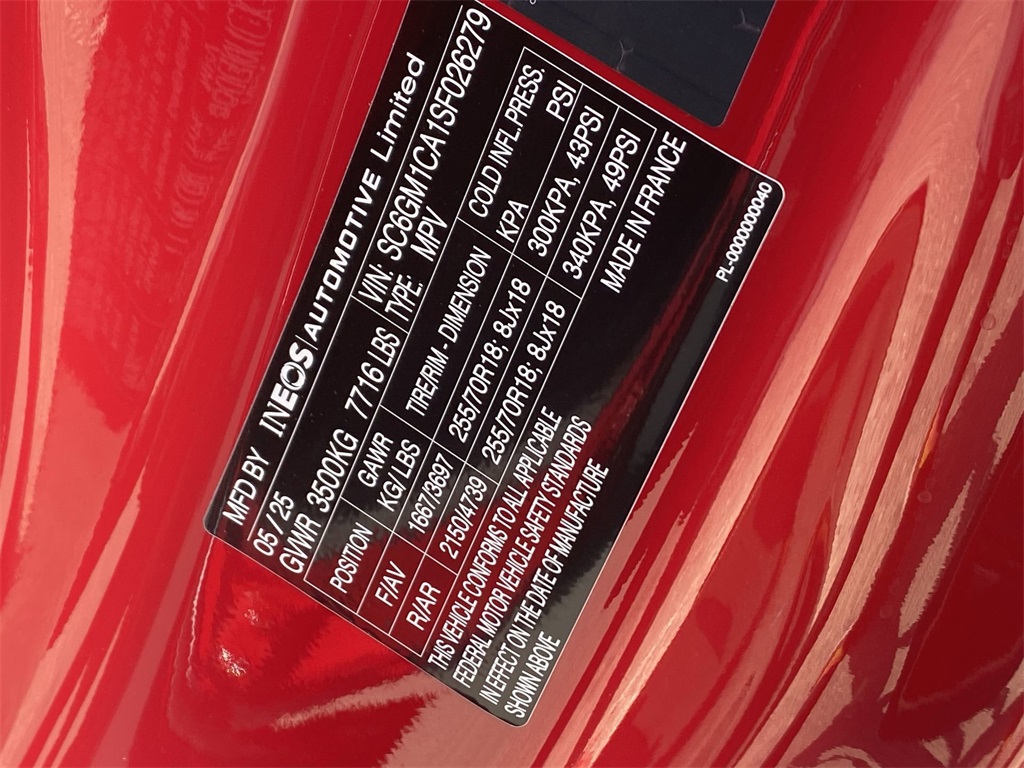 MFD BY INEOS AUTOMOTIVE Limited
05 / 25 VIN: SC6GM1CA1SF026279
GVWR 3500KG 7716 LBS TYPE: MPV
POSITION GAWR KG/LBS TIRE/RIM - DIMENSION COLD INFL.PRESS. KPA PSI
F/AV 1667/3697 255/70R18; 8Jx18 300KPA, 43PSI
R/AR 2150/4739 255/70R18; 8Jx18 340KPA, 49PSI
THIS VEHICLE CONFORMS TO ALL APPLICABLE
FEDERAL MOTOR VEHICLE SAFETY STANDARDS
IN EFFECT ON THE DATE OF MANUFACTURE
SHOWN ABOVE
MADE IN FRANCE
PL-0000000040